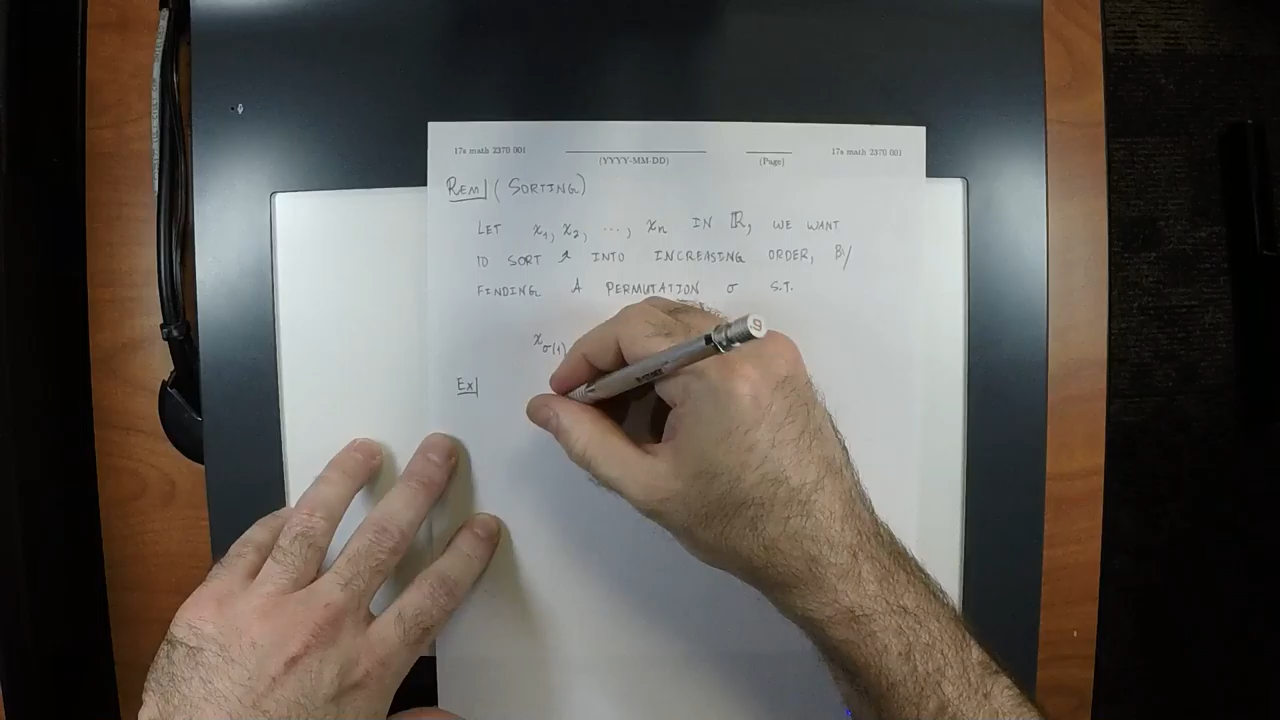 17s math 2370 001 (YYYY-MM-DD) (Page) 17s math 2370 001
REM (SORTING)
LET x₁, x₂, ..., xₙ IN ℝ, WE WANT
TO SORT INTO INCREASING ORDER, BY
FINDING A PERMUTATION σ S.T.
x_σ(1)
EX